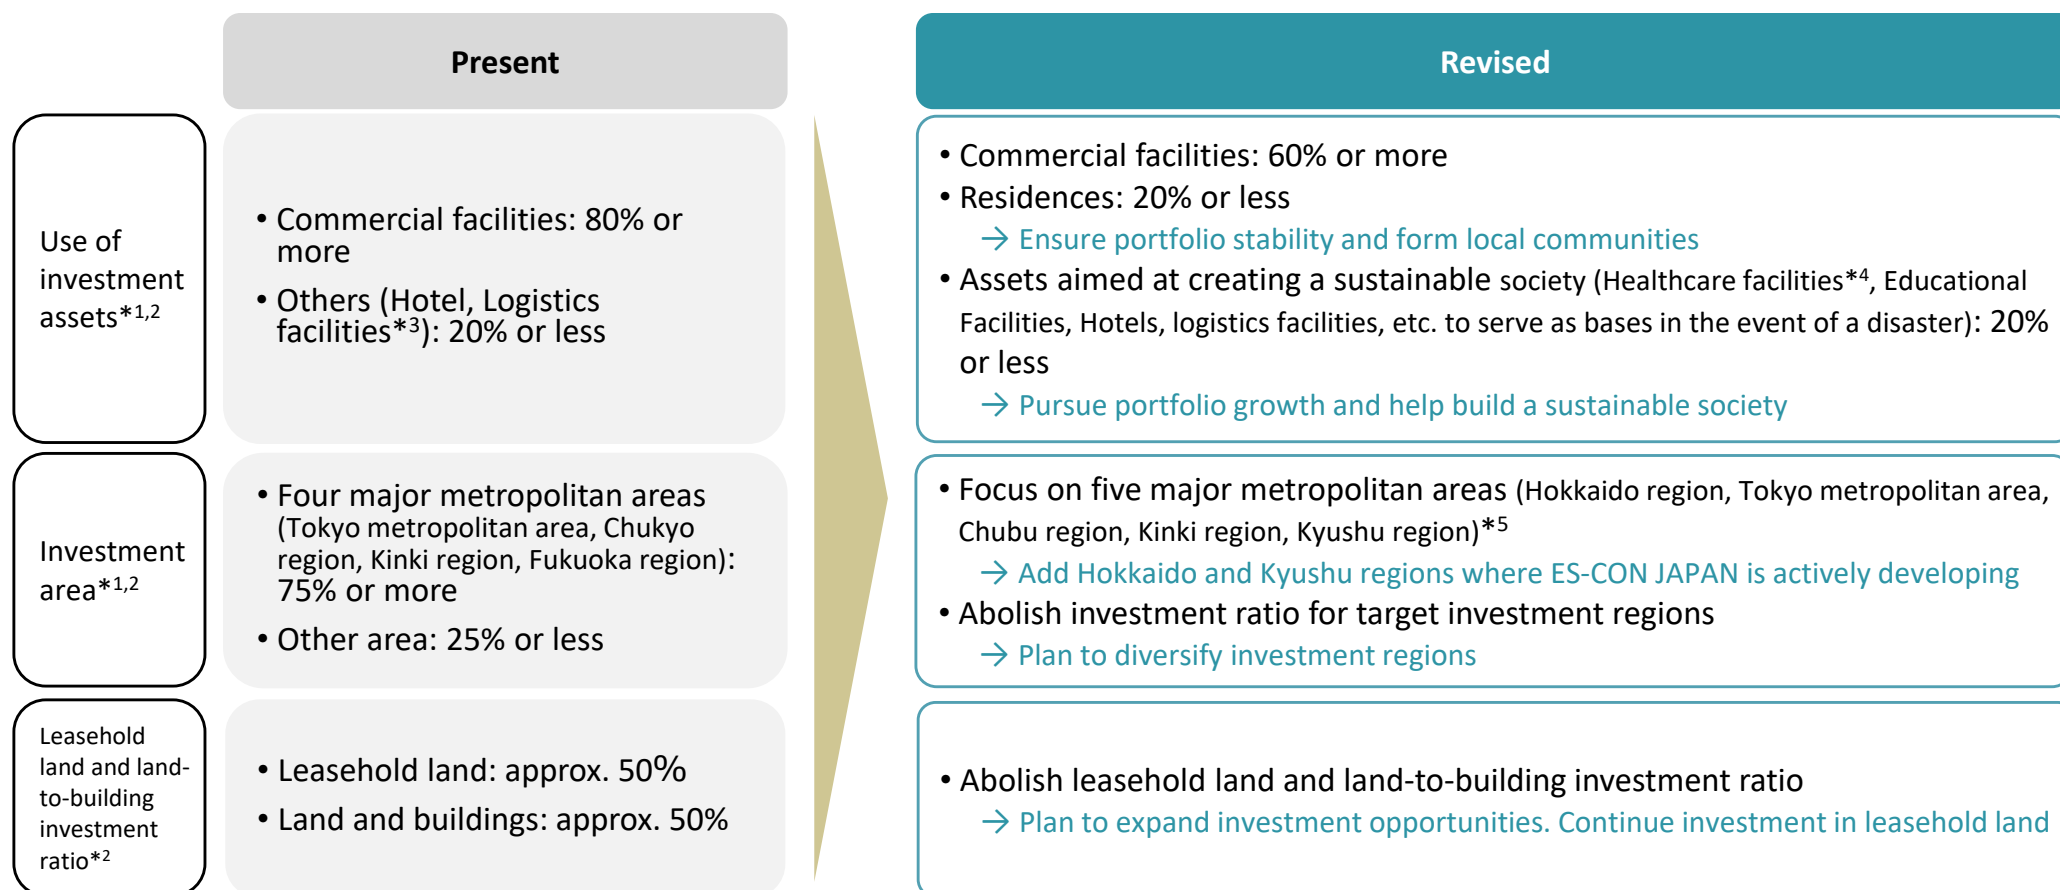 Present
Revised
Use of
investment
assets*1,2
• Commercial facilities: 80% or
more
• Others (Hotel, Logistics
facilities*3): 20% or less
• Commercial facilities: 60% or more
• Residences: 20% or less
→ Ensure portfolio stability and form local communities
• Assets aimed at creating a sustainable society (Healthcare facilities*4, Educational
Facilities, Hotels, logistics facilities, etc. to serve as bases in the event of a disaster): 20%
or less
→ Pursue portfolio growth and help build a sustainable society
Investment
area*1,2
• Four major metropolitan areas
(Tokyo metropolitan area, Chukyo
region, Kinki region, Fukuoka region):
75% or more
• Other area: 25% or less
• Focus on five major metropolitan areas (Hokkaido region, Tokyo metropolitan area,
Chubu region, Kinki region, Kyushu region)*5
→ Add Hokkaido and Kyushu regions where ES-CON JAPAN is actively developing
• Abolish investment ratio for target investment regions
→ Plan to diversify investment regions
Leasehold
land and land-
to-building
investment
ratio*2
• Leasehold land: approx. 50%
• Land and buildings: approx. 50%
• Abolish leasehold land and land-to-building investment ratio
→ Plan to expand investment opportunities. Continue investment in leasehold land